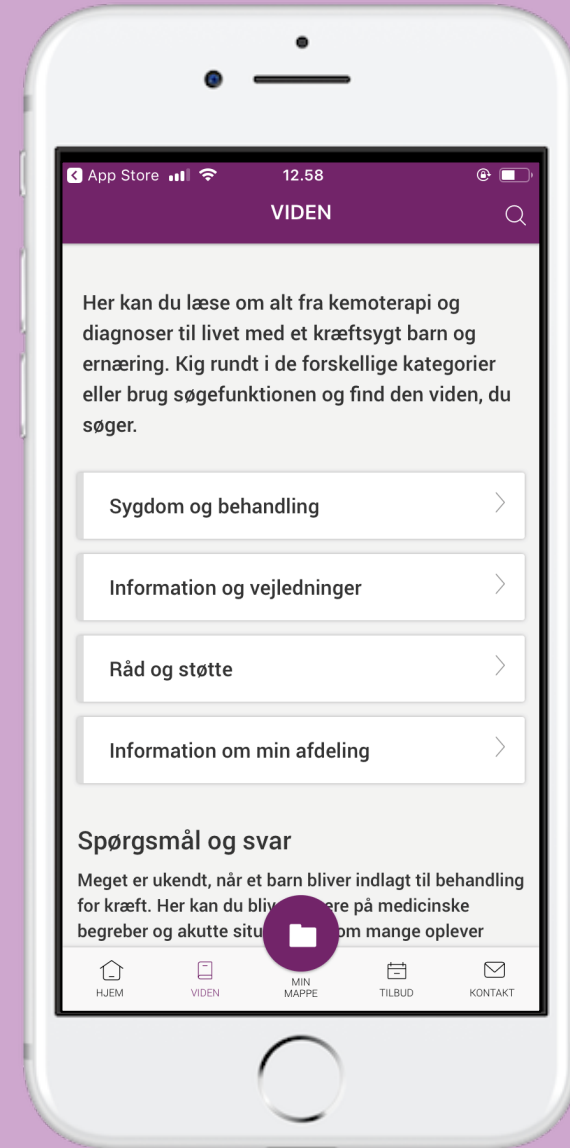 App Store 12.58
VIDEN
Her kan du læse om alt fra kemoterapi og
diagnoser til livet med et kræftsygt barn og
ernæring. Kig rundt i de forskellige kategorier
eller brug søgefunktionen og find den viden, du
søger.
Sygdom og behandling
Information og vejledninger
Råd og støtte
Information om min afdeling
Spørgsmål og svar
Meget er ukendt, når et barn bliver indlagt til behandling
for kræft. Her kan du på medicinske
begreber og akutte mange oplever
HJEM
VIDEN
MIN
MAPPE
TILBUD
KONTAKT